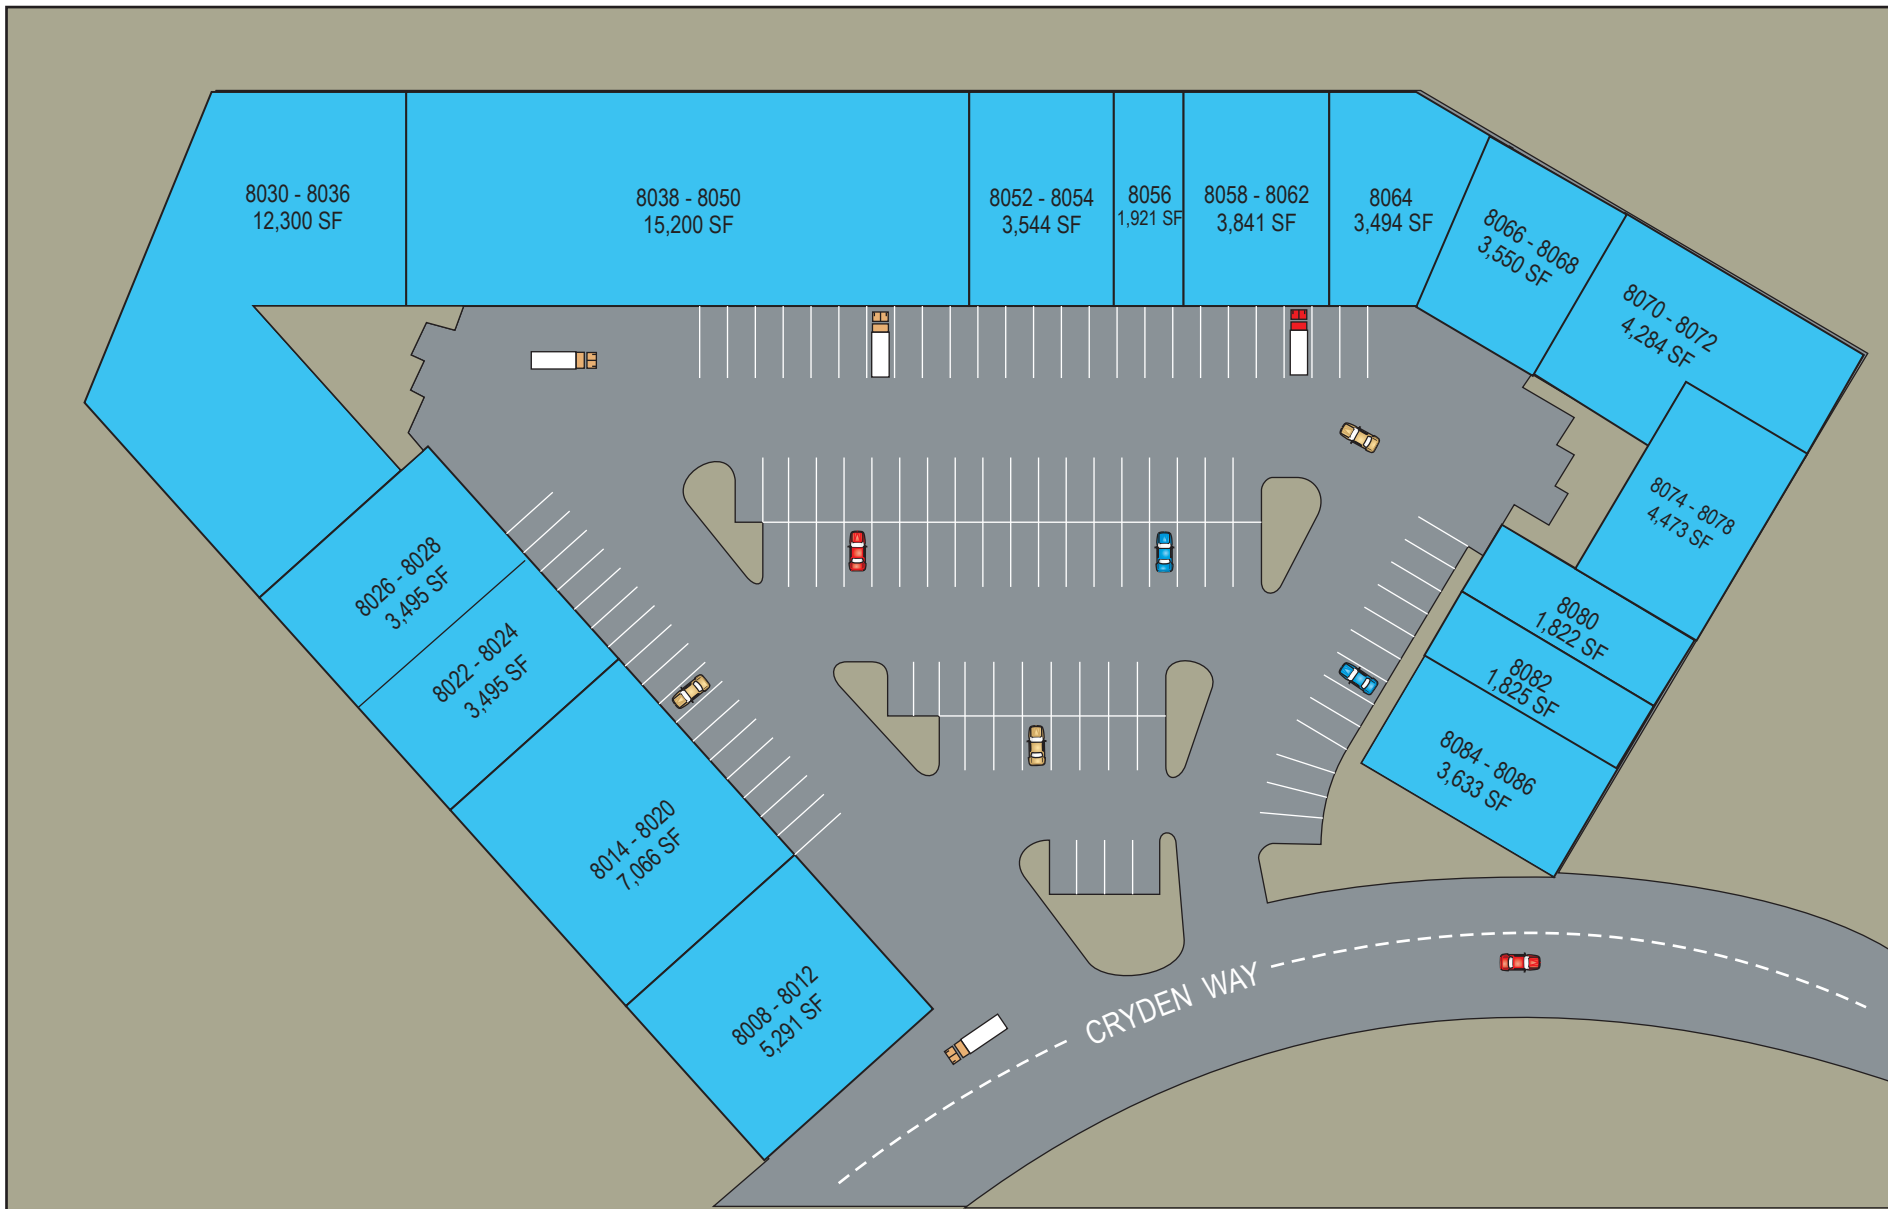 8030 - 8036
12,300 SF
8038 - 8050
15,200 SF
8052 - 8054
3,544 SF
8056
1,921 SF
8058 - 8062
3,841 SF
8064
3,494 SF
8066 - 8068
3,550 SF
8070 - 8072
4,284 SF
8074 - 8078
4,473 SF
8080
1,822 SF
8082
1,825 SF
8084 - 8086
3,633 SF
8026 - 8028
3,495 SF
8022 - 8024
3,495 SF
8014 - 8020
7,066 SF
8008 - 8012
5,291 SF
CRYDEN WAY